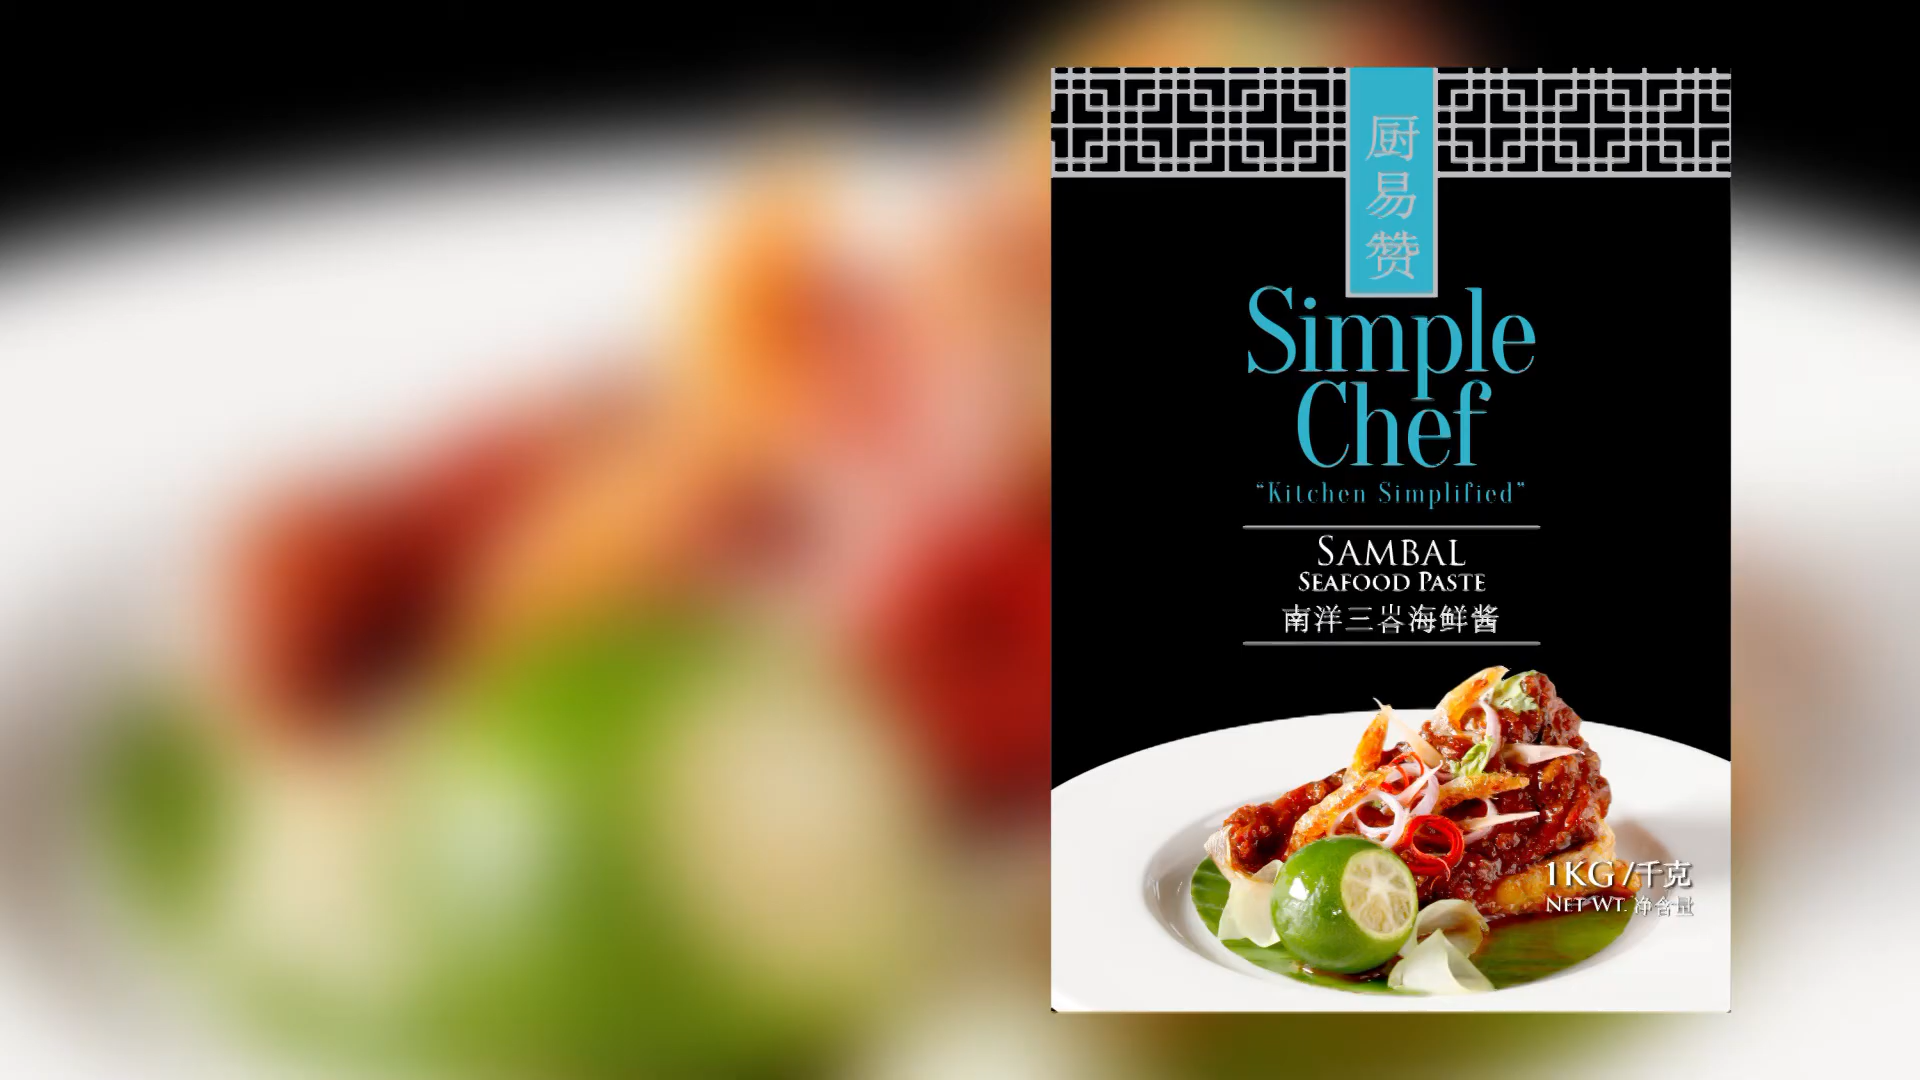 厨易赞
Simple
Chef
"Kitchen Simplified"
SAMBAL
SEAFOOD PASTE
南洋三岩海鲜酱
1KG/千克
NET WT. 净含量